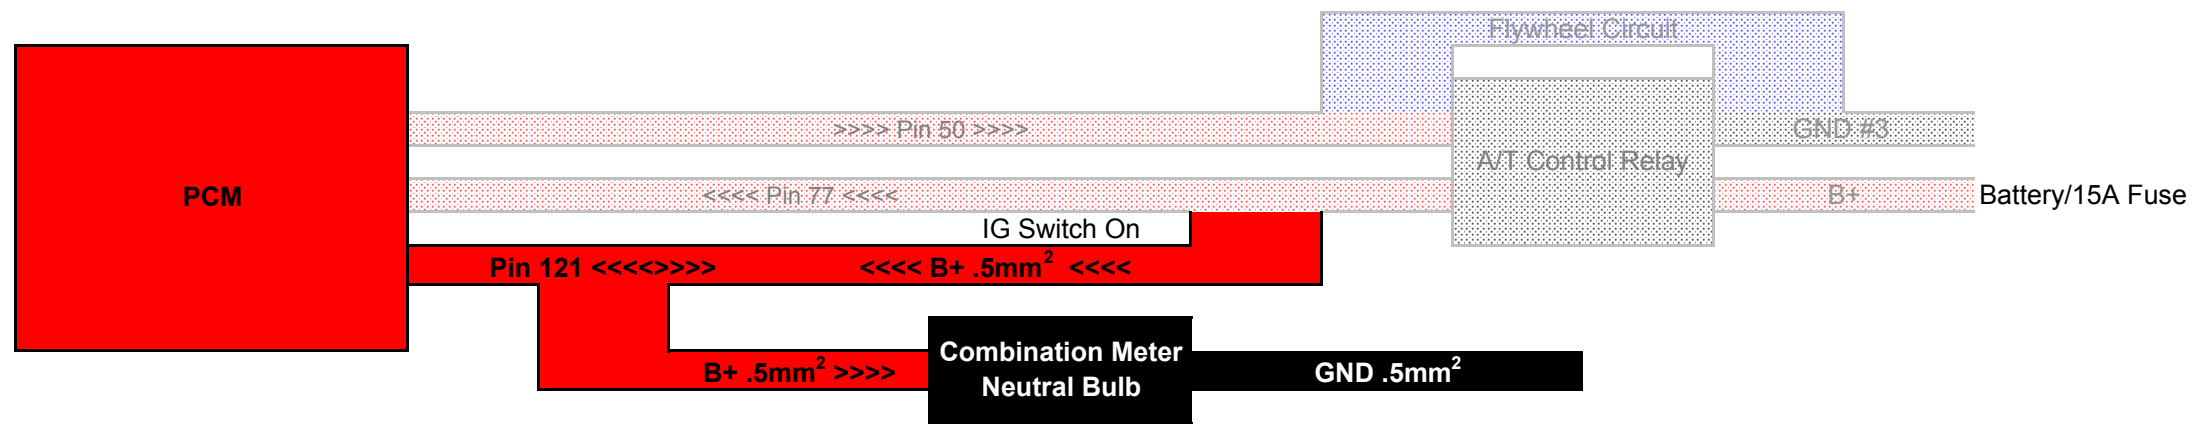 Flywheel Circuit
>>>> Pin 50 >>>>
GND #3
A/T Control Relay
PCM
<<<< Pin 77 <<<<
B+
Battery/15A Fuse
IG Switch On
Pin 121 <<<<>>>>
<<<< B+ .5mm² <<<<
Combination Meter
Neutral Bulb
B+ .5mm² >>>>
GND .5mm²